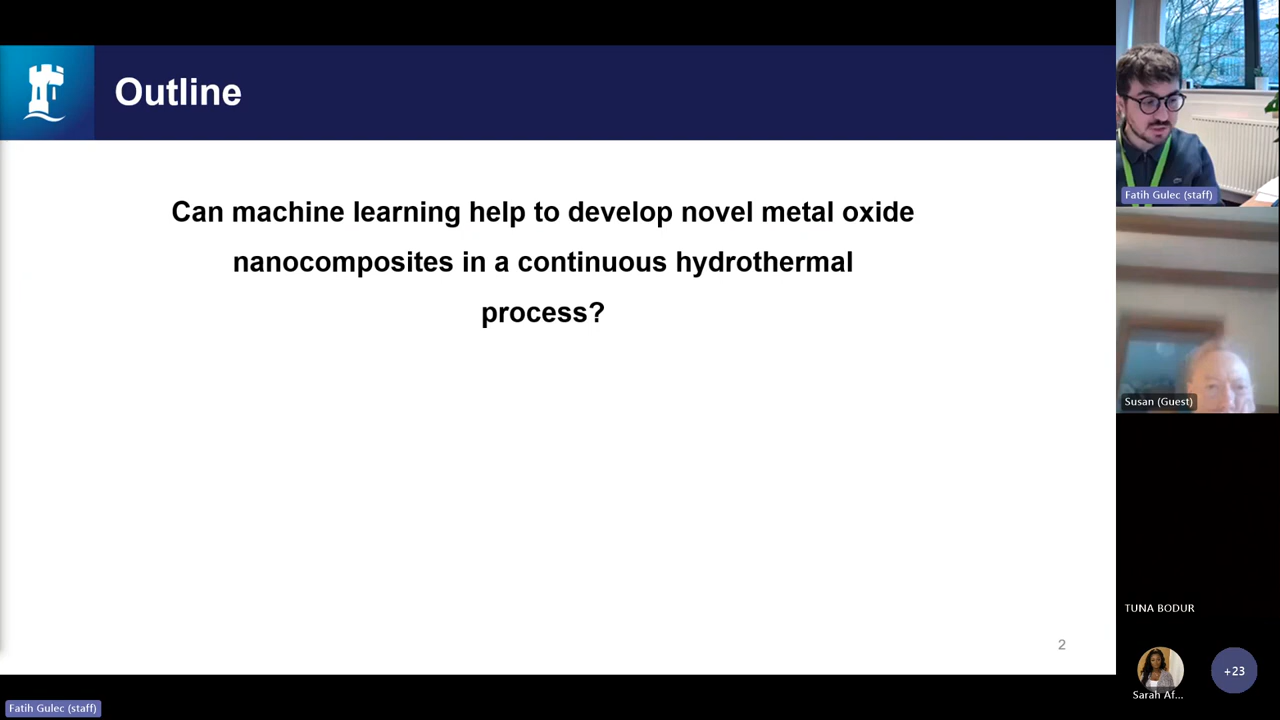 Outline
Can machine learning help to develop novel metal oxide
nanocomposites in a continuous hydrothermal
process?
2
Fatih Gulec (staff)
Fatih Gulec (staff)
Susan (Guest)
TUNA BODUR
Sarah Af...
+23